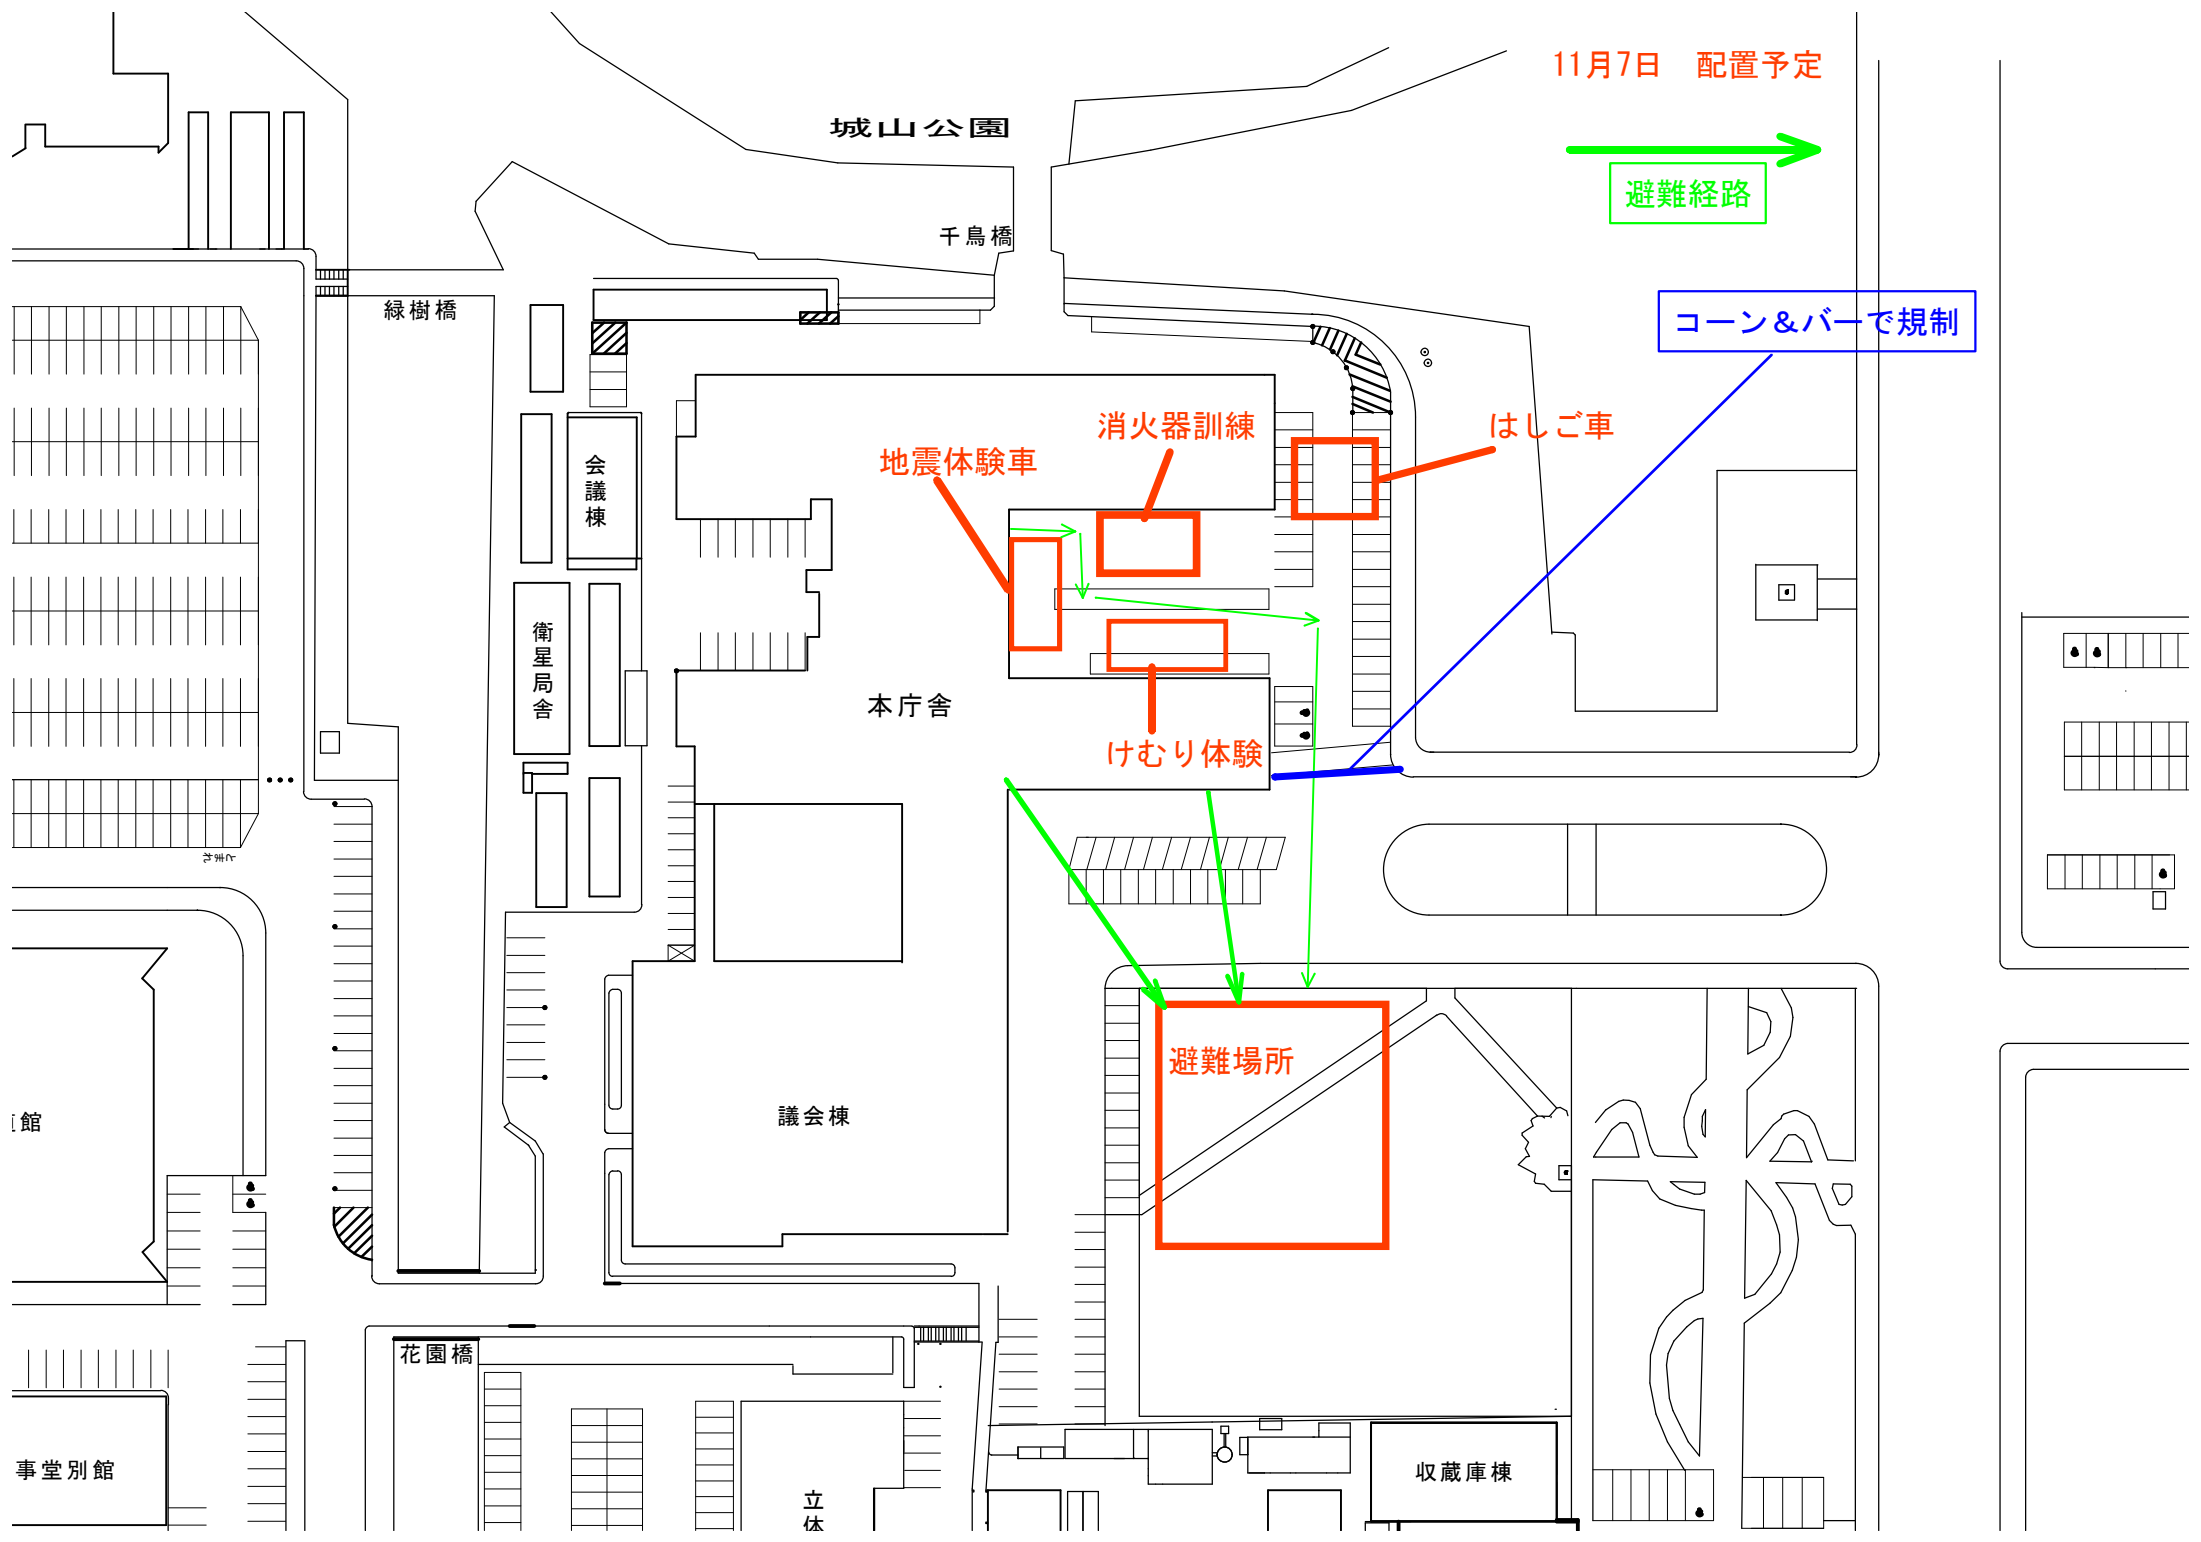 11月7日　配置予定
城山公園
避難経路
千鳥橋
緑樹橋
コーン＆バーで規制
消火器訓練
はしご車
地震体験車
会議棟
衛星局舎
本庁舎
けむり体験
とまれ
避難場所
議会棟
館
花園橋
事堂別館
収蔵庫棟
立体